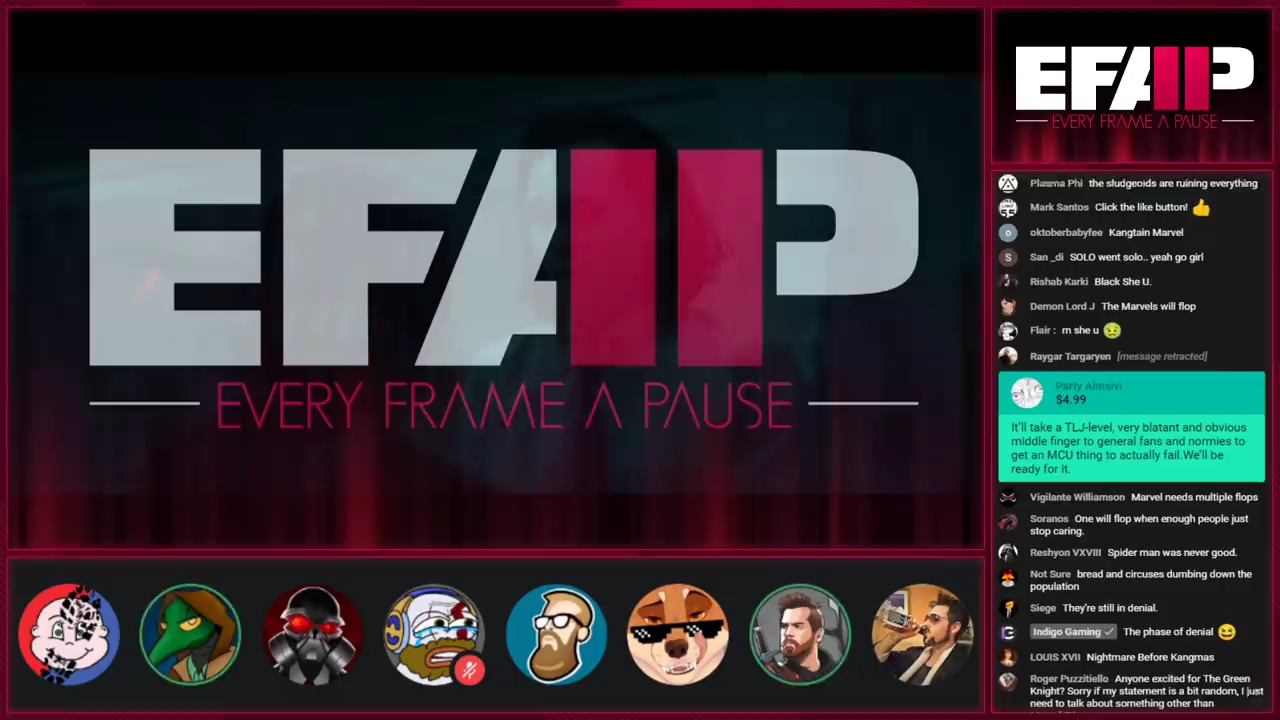 EFAP
EVERY FRAME A PAUSE
EFAP
EVERY FRAME A PAUSE
Plasma Phi the sludgeoids are ruining everything
Mark Santos Click the like button! 👍
oktoberbabyfee Kangtain Marvel
San _di SOLO went solo.. yeah go girl
Rishab Karki Black She U.
Demon Lord J The Marvels will flop
Flair : m she u 🤢
Raygar Targaryen [message retracted]
Party Almsivi
$4.99
It'll take a TLJ-level, very blatant and obvious
middle finger to general fans and normies to
get an MCU thing to actually fail.We'll be
ready for it.
Vigilante Williamson Marvel needs multiple flops
Soranos One will flop when enough people just
stop caring.
Reshyon VXVIII Spider man was never good.
Not Sure bread and circuses dumbing down the
population
Siege They're still in denial.
Indigo Gaming ✓ The phase of denial 😆
LOUIS XVII Nightmare Before Kangmas
Roger Puzzitiello Anyone excited for The Green
Knight? Sorry if my statement is a bit random, I just
need to talk about something other than